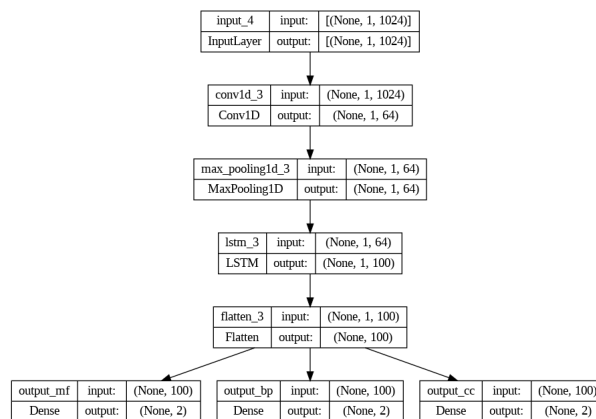 input_4 input: [(None, 1, 1024)]
InputLayer output: [(None, 1, 1024)]
conv1d_3 input: (None, 1, 1024)
Conv1D output: (None, 1, 64)
max_pooling1d_3 input: (None, 1, 64)
MaxPooling1D output: (None, 1, 64)
lstm_3 input: (None, 1, 64)
LSTM output: (None, 1, 100)
flatten_3 input: (None, 1, 100)
Flatten output: (None, 100)
output_mf input: (None, 100) output_bp input: (None, 100) output_cc input: (None, 100)
Dense output: (None, 2) Dense output: (None, 2) Dense output: (None, 2)